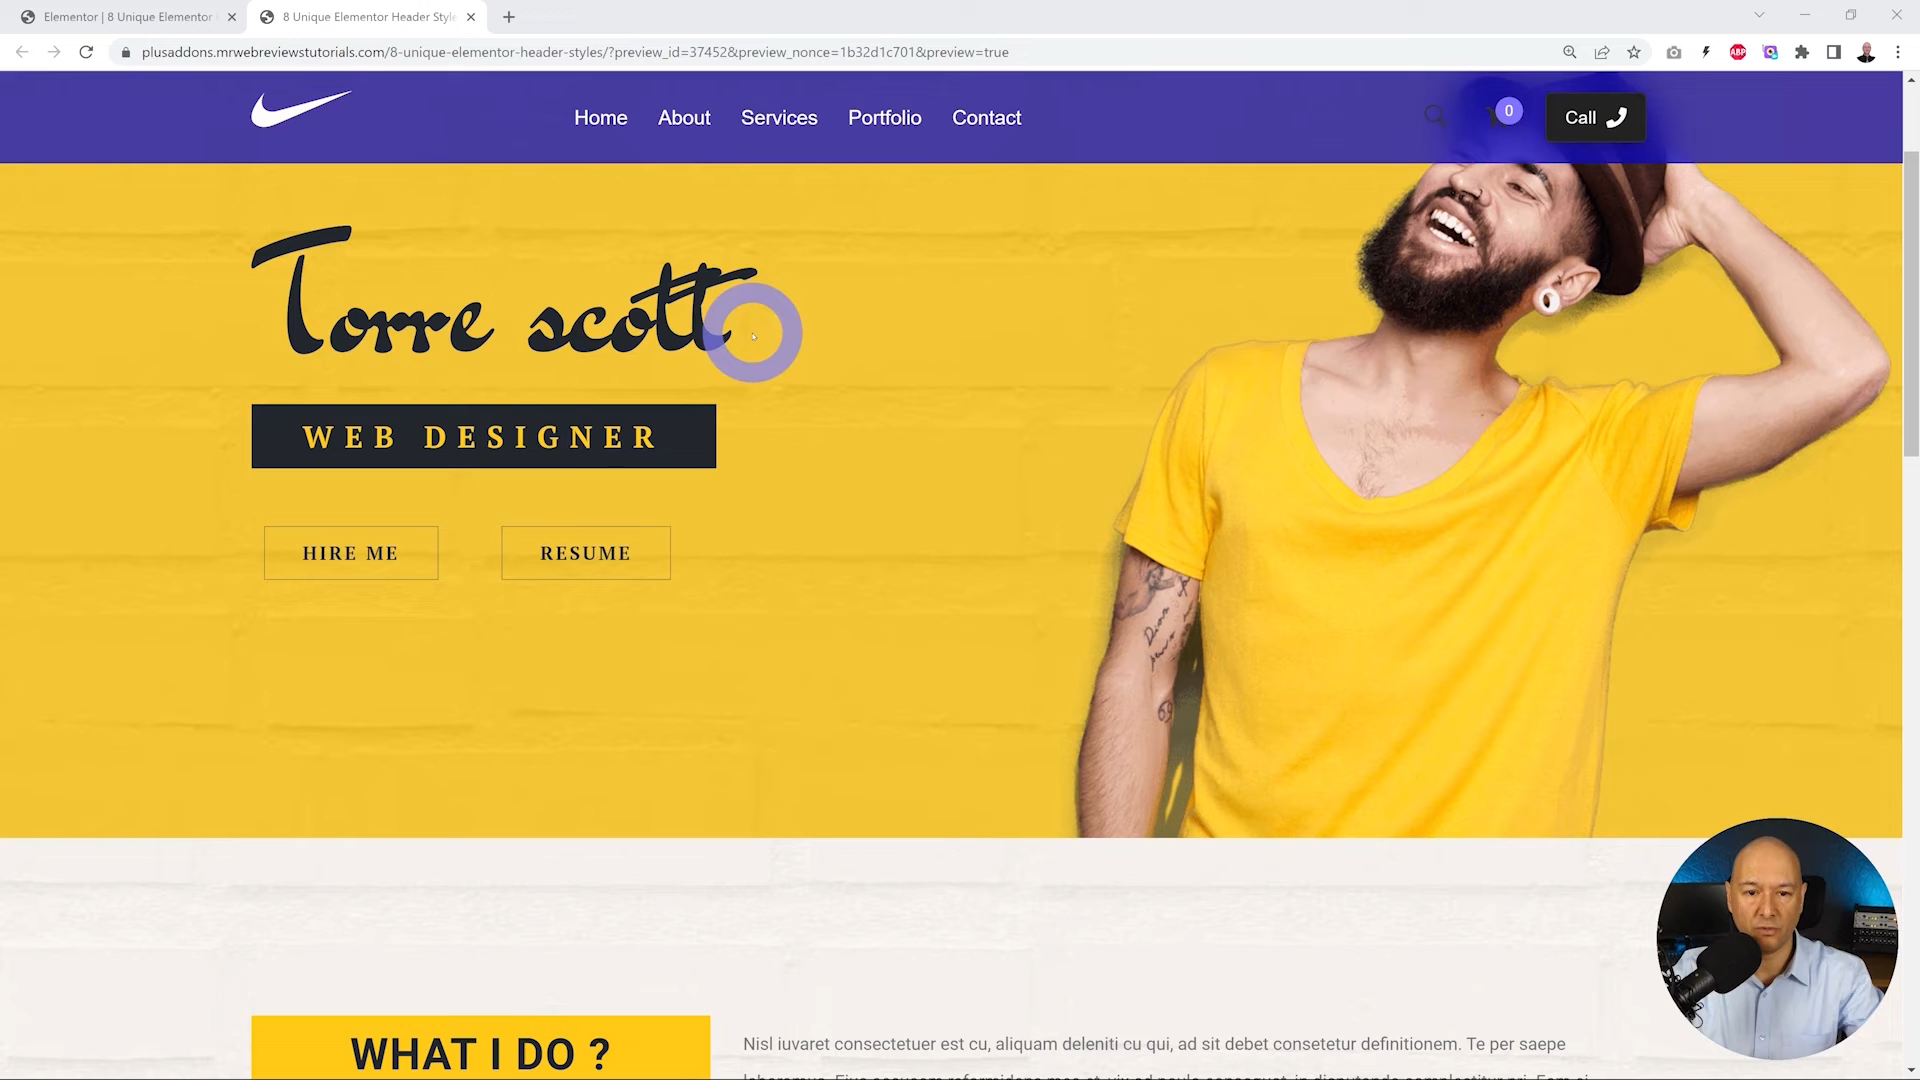 Elementor | 8 Unique Elementor
8 Unique Elementor Header Style
plusaddons.mrwebreviewstutorials.com/8-unique-elementor-header-styles/?preview_id=37452&preview_nonce=1b32d1c701&preview=true
ABP
Home About Services Portfolio Contact
0
Call
Torre scott
WEB DESIGNER
HIRE ME RESUME
WHAT I DO ?
Nisl iuvaret consectetuer est cu, aliquam deleniti cu qui, ad sit debet consetetur definitionem. Te per saepe